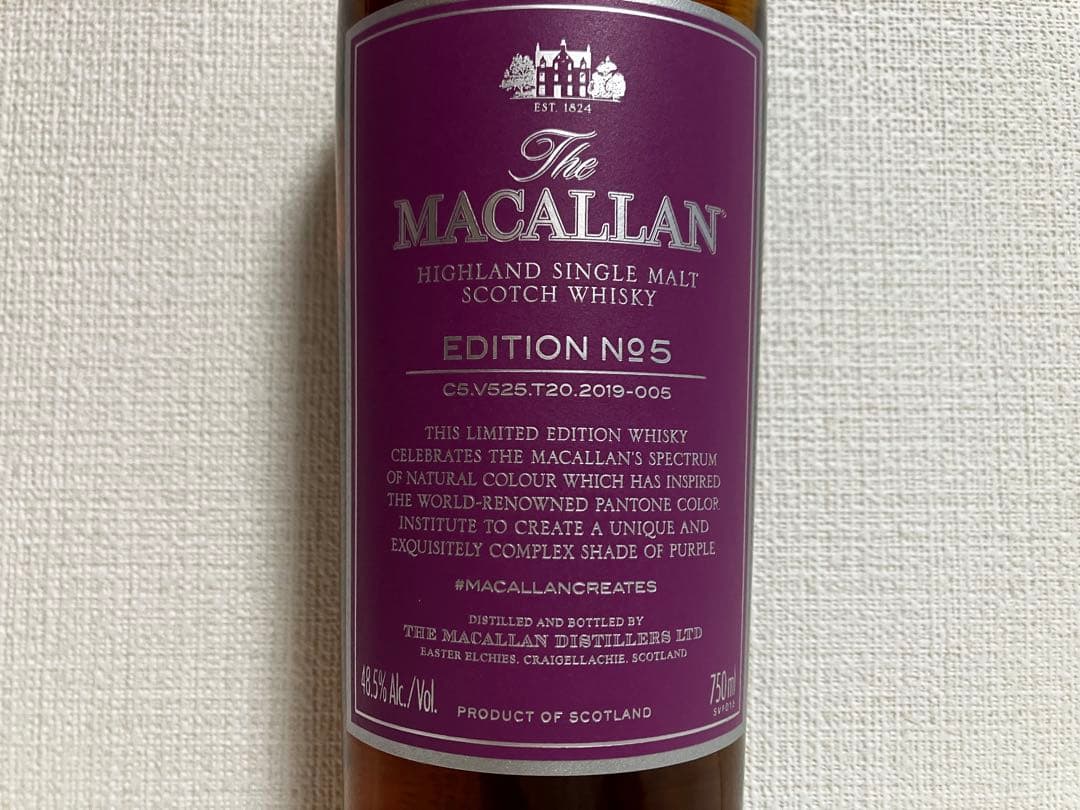 EST. 1824
The
MACALLAN
HIGHLAND SINGLE MALT
SCOTCH WHISKY
EDITION Nº5
C5.V525.T20.2019-005
THIS LIMITED EDITION WHISKY
CELEBRATES THE MACALLAN'S SPECTRUM
OF NATURAL COLOUR WHICH HAS INSPIRED
THE WORLD-RENOWNED PANTONE COLOR
INSTITUTE TO CREATE A UNIQUE AND
EXQUISITELY COMPLEX SHADE OF PURPLE
#MACALLANCREATES
DISTILLED AND BOTTLED BY
THE MACALLAN DISTILLERS LTD
EASTER ELCHIES, CRAIGELLACHIE, SCOTLAND
48.5% Alc./Vol.
750ml
PRODUCT OF SCOTLAND